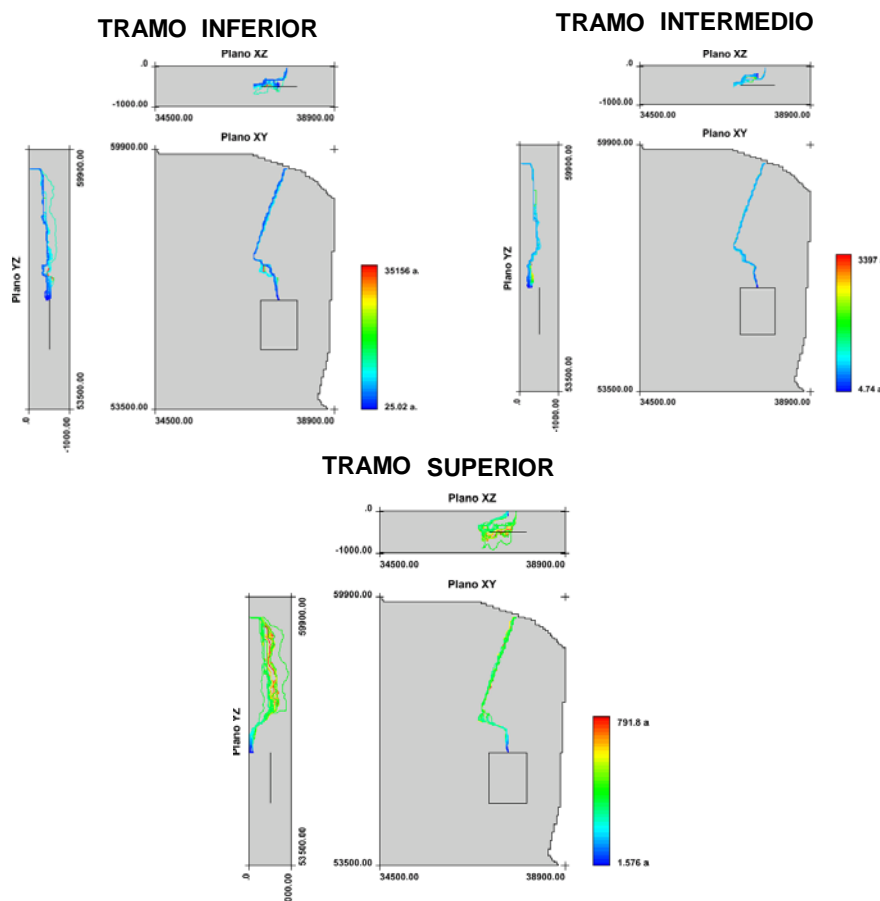 TRAMO INFERIOR
Plano XZ
.0
-1000.00
34500.00
38900.00
Plano XY
59900.00
59900.00
Plano YZ
35156 a.
25.02 a.
53500.00
53500.00
34500.00
38900.00
.0
-1000.00
TRAMO INTERMEDIO
Plano XZ
.0
-1000.00
34500.00
38900.00
Plano XY
59900.00
59900.00
Plano YZ
3397 a
4.74 a
53500.00
53500.00
34500.00
38900.00
.0
-1000.00
TRAMO SUPERIOR
Plano XZ
.0
-1000.00
34500.00
38900.00
Plano XY
59900.00
59900.00
Plano YZ
791.8 a
1.576 a
53500.00
53500.00
34500.00
38900.00
.0
000.00